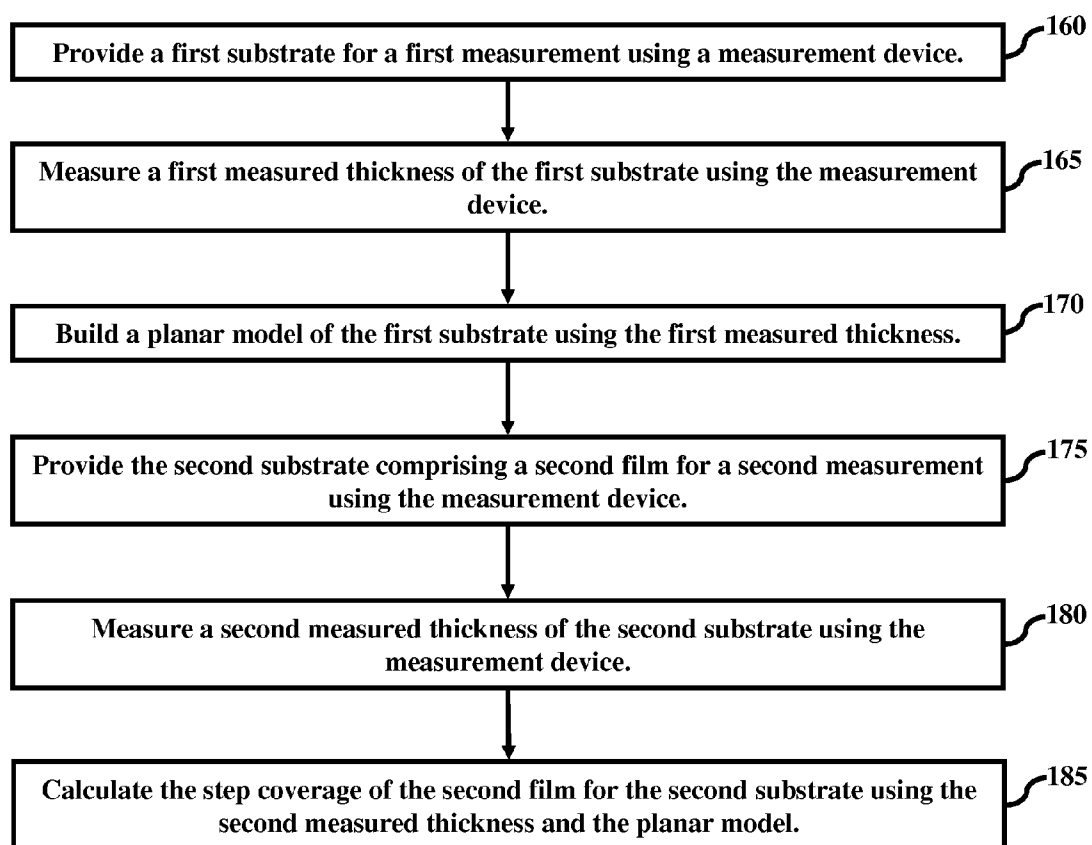 160
Provide a first substrate for a first measurement using a measurement device.
165
Measure a first measured thickness of the first substrate using the measurement
device.
170
Build a planar model of the first substrate using the first measured thickness.
175
Provide the second substrate comprising a second film for a second measurement
using the measurement device.
180
Measure a second measured thickness of the second substrate using the
measurement device.
185
Calculate the step coverage of the second film for the second substrate using the
second measured thickness and the planar model.